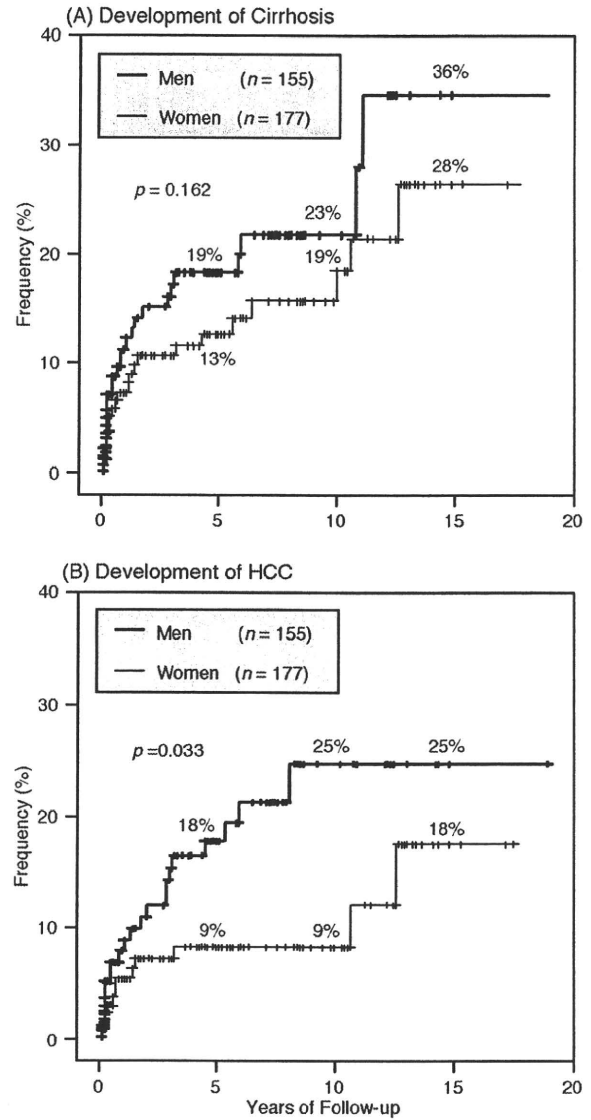 (A) Development of Cirrhosis
40
30
20
10
0
Frequency (%)
Men (n = 155)
Women (n = 177)
p = 0.162
36%
28%
23%
19%
19%
13%
0 5 10 15 20
(B) Development of HCC
40
30
20
10
0
Frequency (%)
Men (n = 155)
Women (n = 177)
p =0.033
25% 25%
18% 18%
9% 9%
0 5 10 15 20
Years of Follow-up